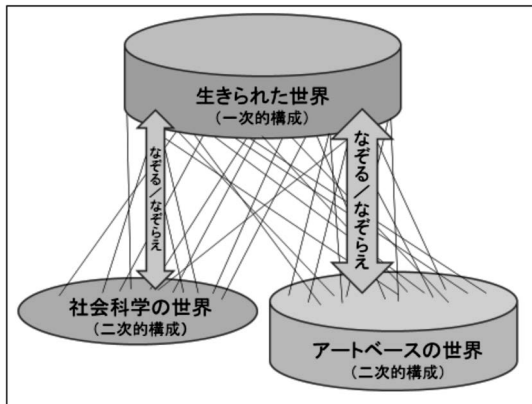 生きられた世界
(一次的構成)
なぞる／なぞらえ
なぞる／なぞらえ
社会科学の世界
(二次的構成)
アートベースの世界
(二次的構成)